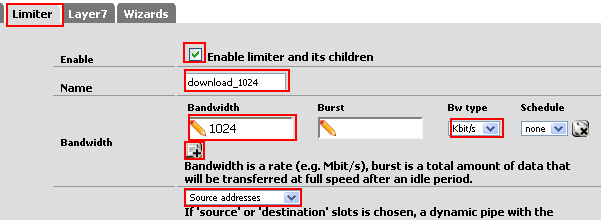 Limiter Layer7 Wizards
Enable Enable limiter and its children
Name download_1024
Bandwidth Burst Bw type Schedule
Bandwidth 1024 Kbit/s none
Bandwidth is a rate (e.g. Mbit/s), burst is a total amount of data that
will be transferred at full speed after an idle period.
Source addresses
If 'source' or 'destination' slots is chosen, a dynamic pipe with the